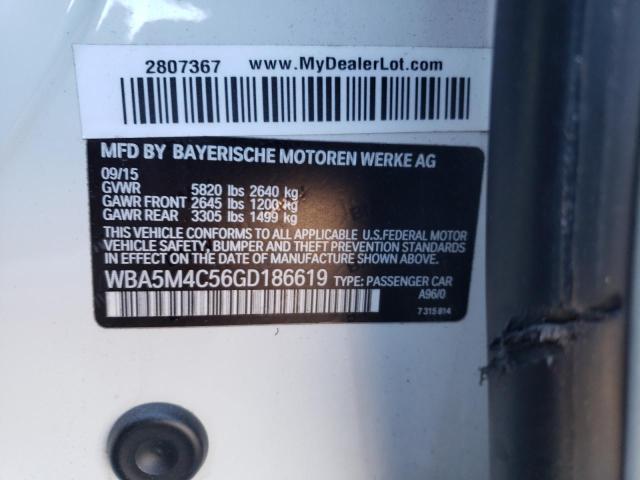 2807367 www.MyDealerLot.com
MFD BY BAYERISCHE MOTOREN WERKE AG
09/15
GVWR 5820 lbs 2640 kg
GAWR FRONT 2645 lbs 1200 kg
GAWR REAR 3305 lbs 1499 kg
THIS VEHICLE CONFORMS TO ALL APPLICABLE U.S.FEDERAL MOTOR
VEHICLE SAFETY, BUMPER AND THEFT PREVENTION STANDARDS
IN EFFECT ON THE DATE OF MANUFACTURE SHOWN ABOVE.
WBA5M4C56GD186619 TYPE: PASSENGER CAR
A96/0
7 315 814